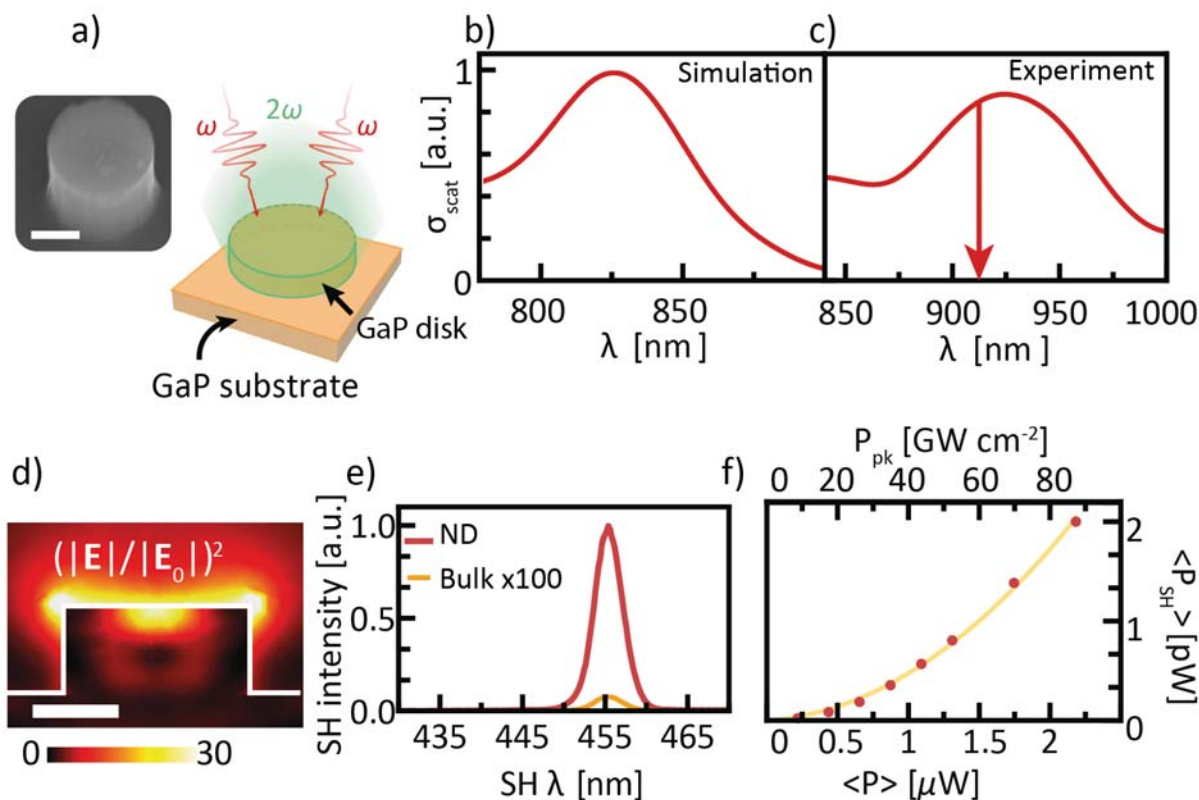 a)
ω
2ω
ω
GaP disk
GaP substrate
b)
Simulation
σscat [a.u.]
1
0
800
850
λ [nm]
c)
Experiment
850
900
950
1000
λ [nm]
d)
(|E|/|E0|)2
0
30
e)
SH intensity [a.u.]
1.0
0.5
0.0
ND
Bulk x100
435
445
455
465
SH λ [nm]
f)
Ppk [GW cm-2]
0
20
40
60
80
2
1
0
<PSH> [pW]
0
0.5
1
1.5
2
<P> [μW]